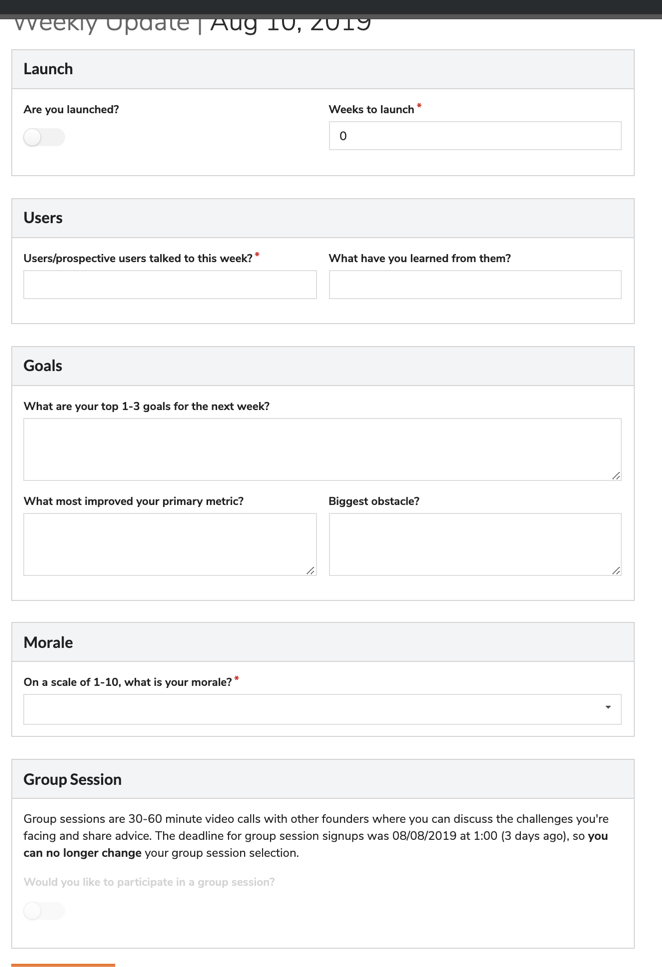 Weekly Update | Aug 10, 2019
Launch
Are you launched?
Weeks to launch *
0
Users
Users/prospective users talked to this week? *
What have you learned from them?
Goals
What are your top 1-3 goals for the next week?
What most improved your primary metric?
Biggest obstacle?
Morale
On a scale of 1-10, what is your morale? *
Group Session
Group sessions are 30-60 minute video calls with other founders where you can discuss the challenges you're
facing and share advice. The deadline for group session signups was 08/08/2019 at 1:00 (3 days ago), so you
can no longer change your group session selection.
Would you like to participate in a group session?